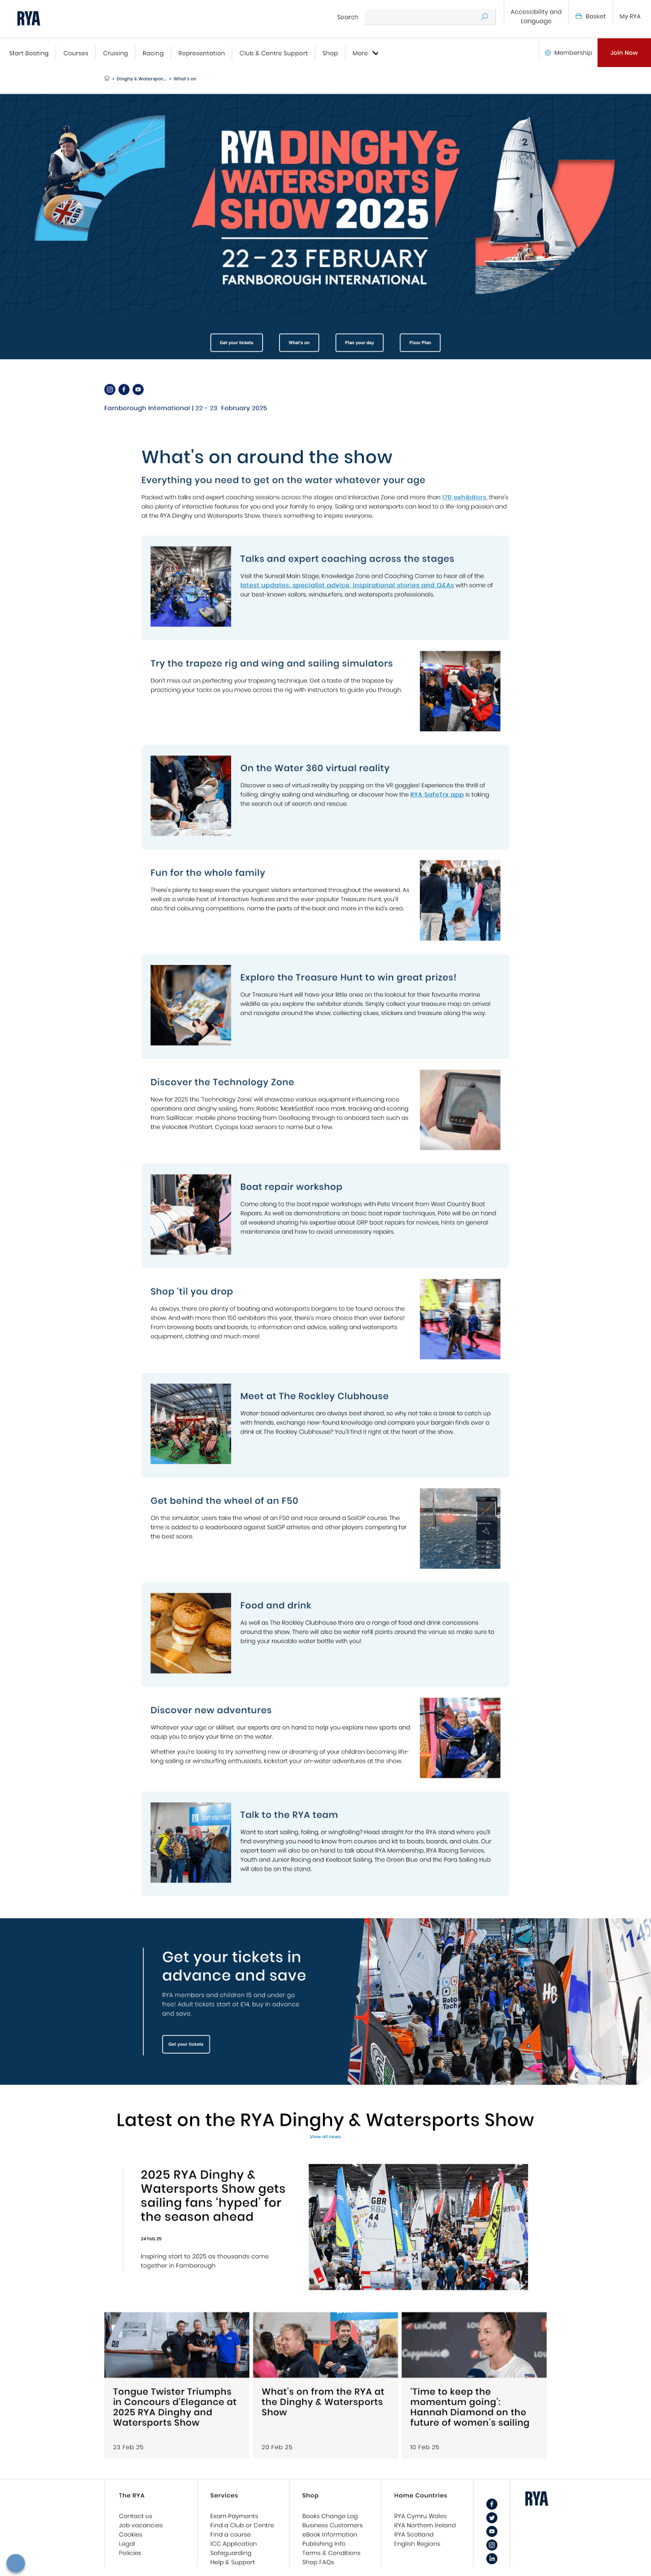 RYA
Search
Accessibility and
Language
Basket
My RYA
Start Boating
Courses
Cruising
Racing
Representation
Club & Centre Support
Shop
More
Membership
Join Now
Dinghy & Waterspor...
What's on
RYA DINGHY &
WATERSPORTS
SHOW 2025
22 – 23 FEBRUARY
FARNBOROUGH INTERNATIONAL
Get your tickets
What's on
Plan your day
Floor Plan
Farnborough International | 22 - 23 February 2025
What's on around the show
Everything you need to get on the water whatever your age
Packed with talks and expert coaching sessions across the stages and Interactive Zone and more than 170 exhibitors, there's
also plenty of interactive features for you and your family to enjoy. Sailing and watersports can lead to a life-long passion and
at the RYA Dinghy and Watersports Show, there's something to inspire everyone.
Talks and expert coaching across the stages
Visit the Sunsail Main Stage, Knowledge Zone and Coaching Corner to hear all of the
latest updates, specialist advice, inspirational stories and Q&As with some of
our best-known sailors, windsurfers, and watersports professionals.
Try the trapeze rig and wing and sailing simulators
Don't miss out on perfecting your trapezing technique. Get a taste of the trapeze by
practicing your tacks as you move across the rig with instructors to guide you through.
On the Water 360 virtual reality
Discover a sea of virtual reality by popping on the VR goggles! Experience the thrill of
foiling, dinghy sailing and windsurfing, or discover how the RYA SafeTrx app is taking
the search out of search and rescue.
Fun for the whole family
There's plenty to keep even the youngest visitors entertained throughout the weekend. As
well as a whole host of interactive features and the ever-popular Treasure Hunt, you'll
also find colouring competitions, name the parts of the boat and more in the kid's area.
Explore the Treasure Hunt to win great prizes!
Our Treasure Hunt will have your little ones on the lookout for their favourite marine
wildlife as you explore the exhibitor stands. Simply collect your treasure map on arrival
and navigate around the show, collecting clues, stickers and treasure along the way.
Discover the Technology Zone
New for 2025 the 'Technology Zone' will showcase various equipment influencing race
operations and dinghy sailing, from; Robotic 'MarkSetBot' race mark, tracking and scoring
from SailRacer, mobile phone tracking from GeoRacing through to onboard tech such as
the Velocitek ProStart, Cyclops load sensors to name but a few.
Boat repair workshop
Come along to the boat repair workshops with Pete Vincent from West Country Boat
Repairs. As well as demonstrations on basic boat repair techniques, Pete will be on hand
all weekend sharing his expertise about GRP boat repairs for novices, hints on general
maintenance and how to avoid unnecessary repairs.
Shop 'til you drop
As always, there are plenty of boating and watersports bargains to be found across the
show. And with more than 150 exhibitors this year, there's more choice than ever before!
From browsing boats and boards, to information and advice, sailing and watersports
equipment, clothing and much more!
Meet at The Rockley Clubhouse
Water-based adventures are always best shared, so why not take a break to catch up
with friends, exchange new-found knowledge and compare your bargain finds over a
drink at The Rockley Clubhouse? You'll find it right at the heart of the show.
Get behind the wheel of an F50
On the simulator, users take the wheel of an F50 and race around a SailGP course. The
time is added to a leaderboard against SailGP athletes and other players competing for
the best score.
Food and drink
As well as The Rockley Clubhouse there are a range of food and drink concessions
around the show. There will also be water refill points around the venue so make sure to
bring your reusable water bottle with you!
Discover new adventures
Whatever your age or skillset, our experts are on hand to help you explore new sports and
equip you to enjoy your time on the water.
Whether you're looking to try something new or dreaming of your children becoming life-
long sailing or windsurfing enthusiasts, kickstart your on-water adventures at the show.
Talk to the RYA team
Want to start sailing, foiling, or wingfoiling? Head straight for the RYA stand where you'll
find everything you need to know from courses and kit to boats, boards, and clubs. Our
expert team will also be on hand to talk about RYA Membership, RYA Racing Services,
Youth and Junior Racing and Keelboat Sailing. The Green Blue and the Para Sailing Hub
will also be on the stand.
Get your tickets in
advance and save
RYA members and children 15 and under go
free! Adult tickets start at £14, buy in advance
and save.
Get your tickets
Latest on the RYA Dinghy & Watersports Show
View all news
2025 RYA Dinghy &
Watersports Show gets
sailing fans 'hyped' for
the season ahead
24 Feb 25
Inspiring start to 2025 as thousands come
together in Farnborough
GBR
44
Tongue Twister Triumphs
in Concours d'Elegance at
2025 RYA Dinghy and
Watersports Show
23 Feb 25
What's on from the RYA at
the Dinghy & Watersports
Show
20 Feb 25
'Time to keep the
momentum going':
Hannah Diamond on the
future of women's sailing
10 Feb 25
The RYA
Contact us
Job vacancies
Cookies
Legal
Policies
Services
Exam Payments
Find a Club or Centre
Find a course
ICC Application
Safeguarding
Help & Support
Shop
Books Change Log
Business Customers
eBook Information
Publishing Info
Terms & Conditions
Shop FAQs
Home Countries
RYA Cymru Wales
RYA Northern Ireland
RYA Scotland
English Regions
RYA